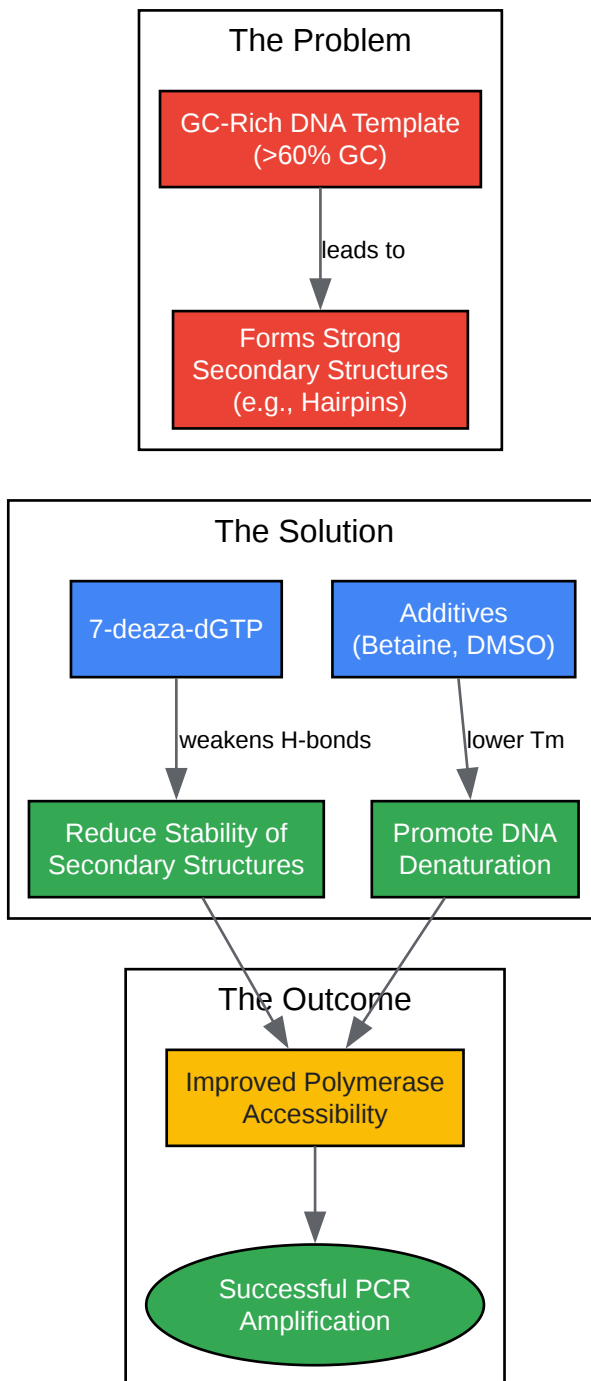 The Problem
GC-Rich DNA Template
(>60% GC)
leads to
Forms Strong
Secondary Structures
(e.g., Hairpins)
The Solution
7-deaza-dGTP
Additives
(Betaine, DMSO)
weakens H-bonds
lower Tm
Reduce Stability of
Secondary Structures
Promote DNA
Denaturation
The Outcome
Improved Polymerase
Accessibility
Successful PCR
Amplification